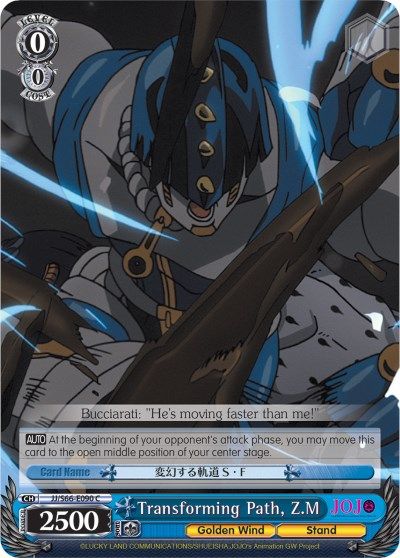 LEVEL
0
0
COST
Bucciarati: "He's moving faster than me!"
AUTO At the beginning of your opponent's attack phase, you may move this
card to the open middle position of your center stage.
Card Name 変幻する軌道 S・F
CH JJ/S66-E090 C
Transforming Path, Z.M JOJO
2500
Golden Wind Stand
©LUCKY LAND COMMUNICATIONS/SHUEISHA,JOJO's Animation GW Project